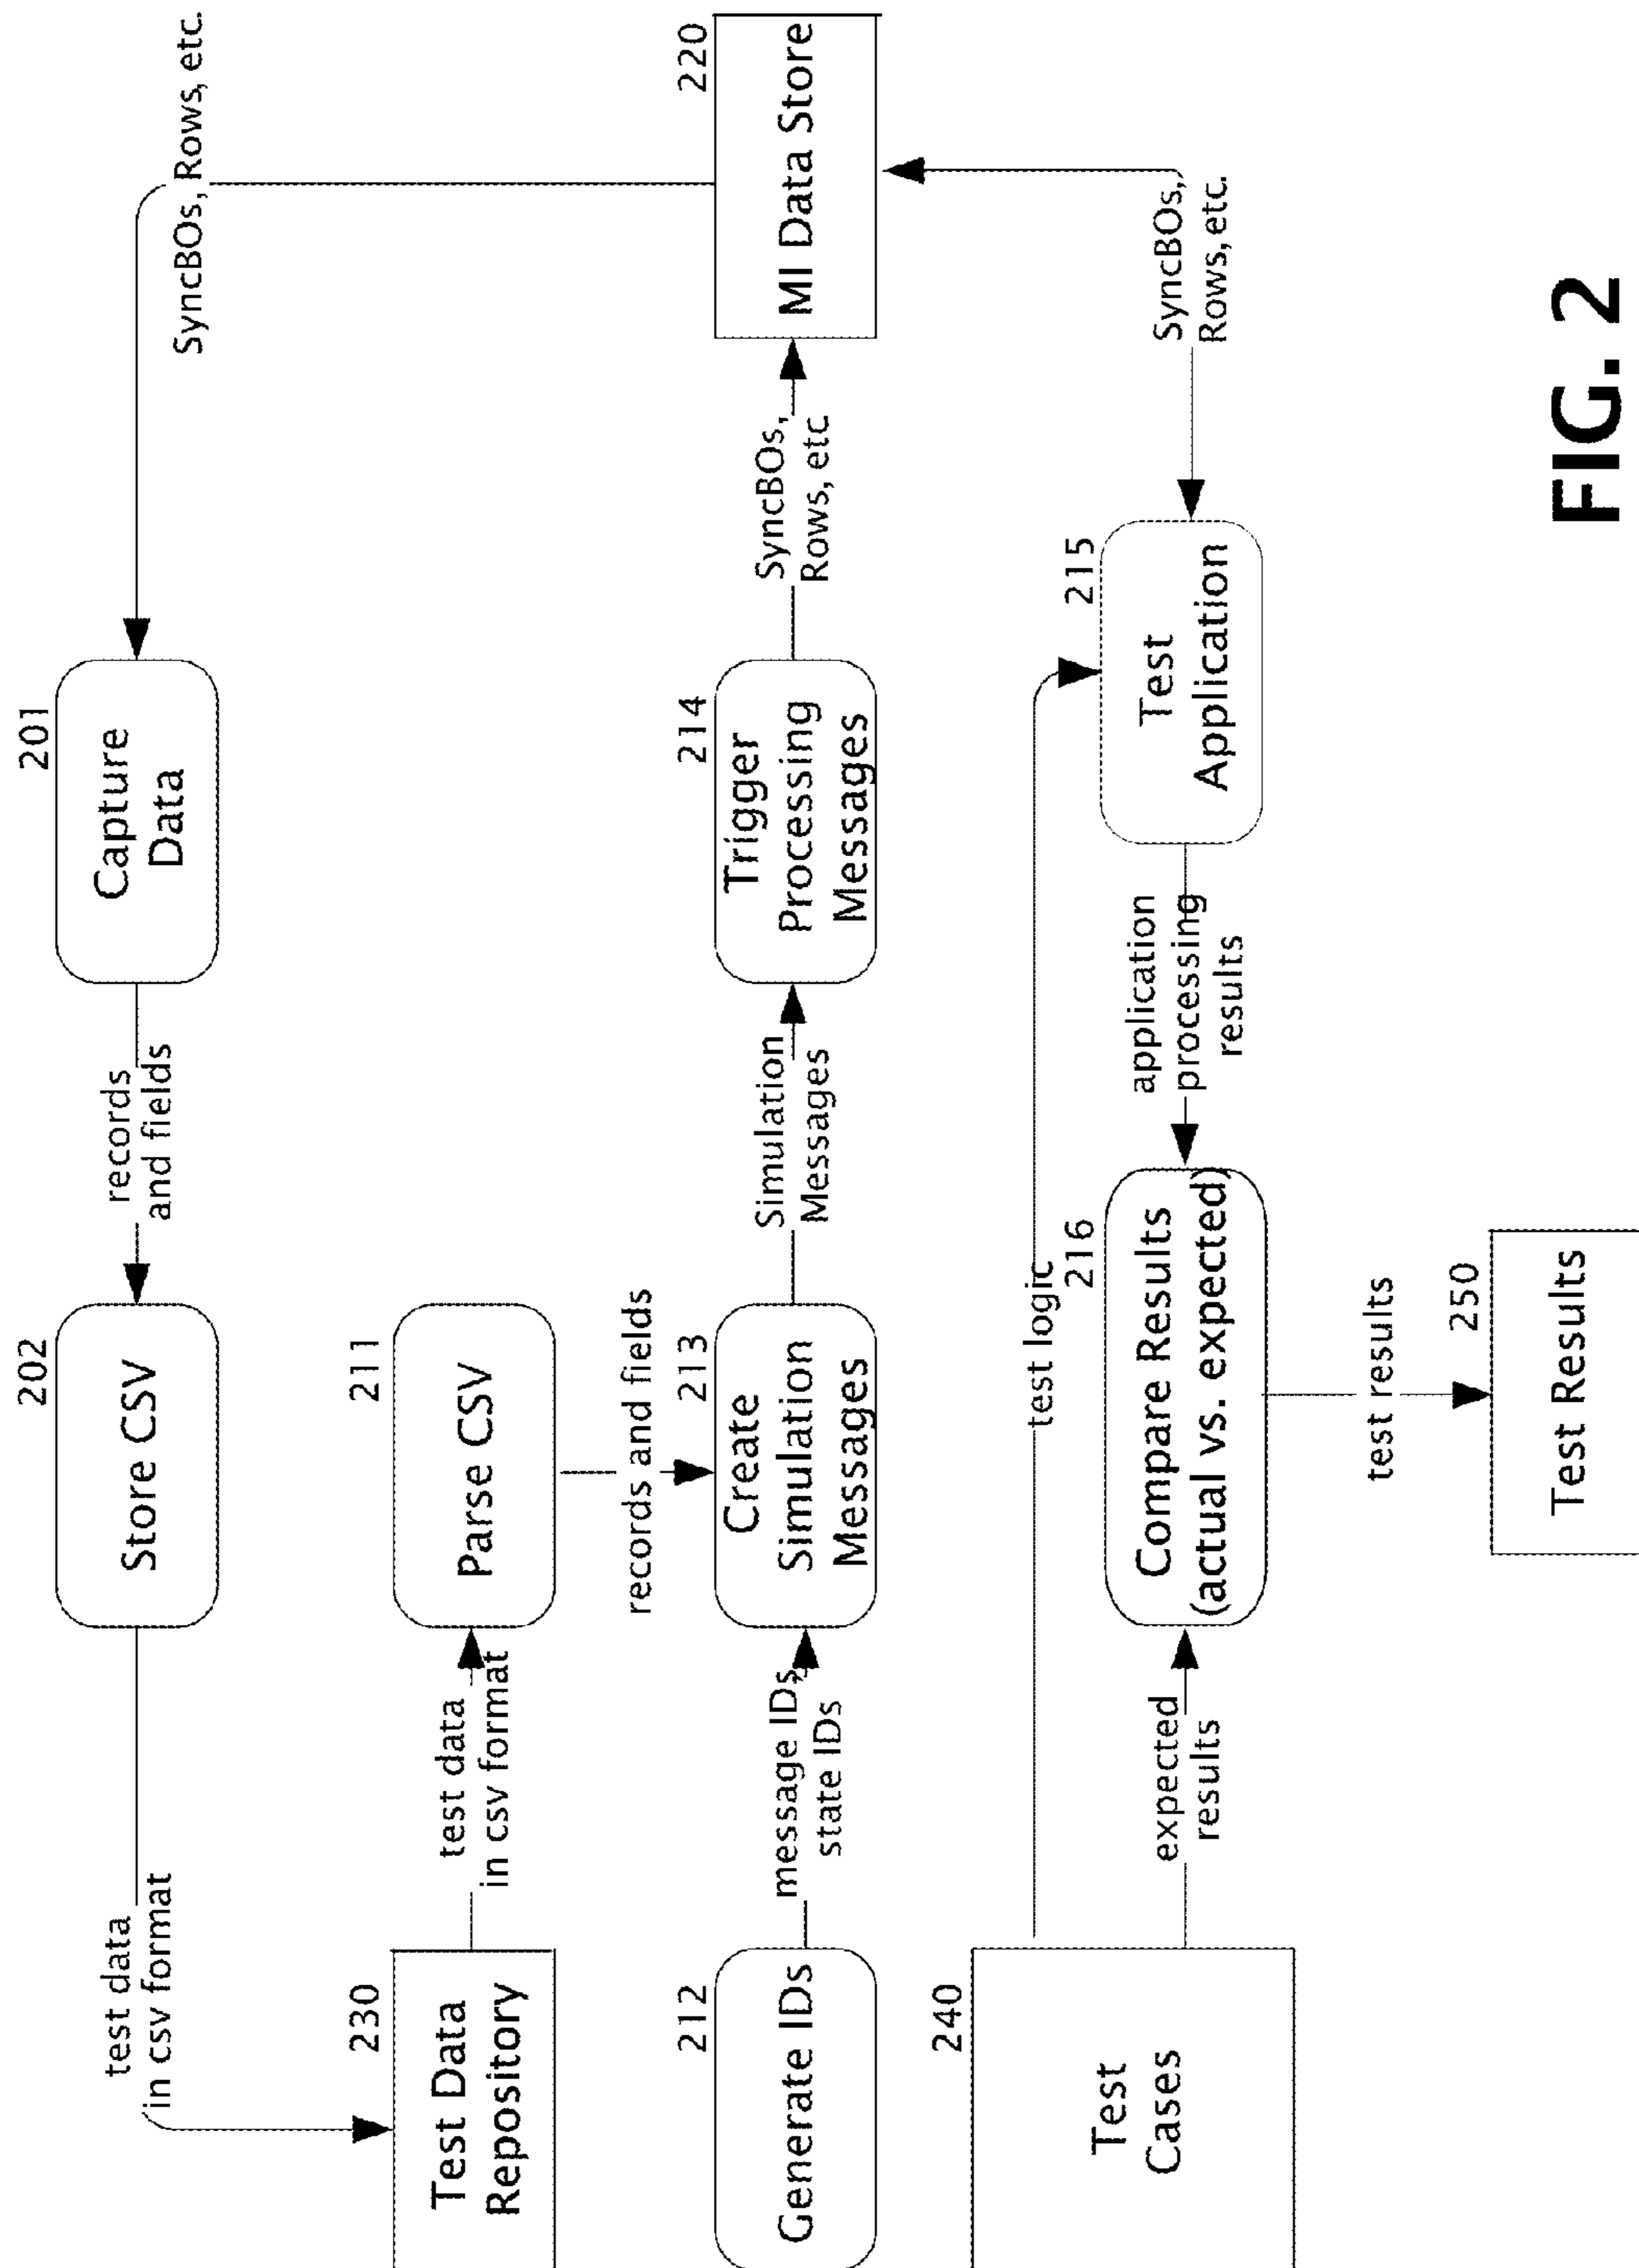 test data
in csv format
202
Store CSV
records
and fields
201
Capture
Data
SyncBOs, Rows, etc.
230
Test Data
Repository
test data
in csv format
211
Parse CSV
records and fields
212
Generate IDs
message IDs,
state IDs
213
Create
Simulation
Messages
Simulation
Messages
214
Trigger
Processing
Messages
SyncBOs,
Rows, etc
220
MI Data Store
240
Test
Cases
test logic
expected
results
216
Compare Results
(actual vs. expected)
application
processing
results
215
Test
Application
SyncBOs,
Rows, etc.
test results
250
Test Results
FIG. 2